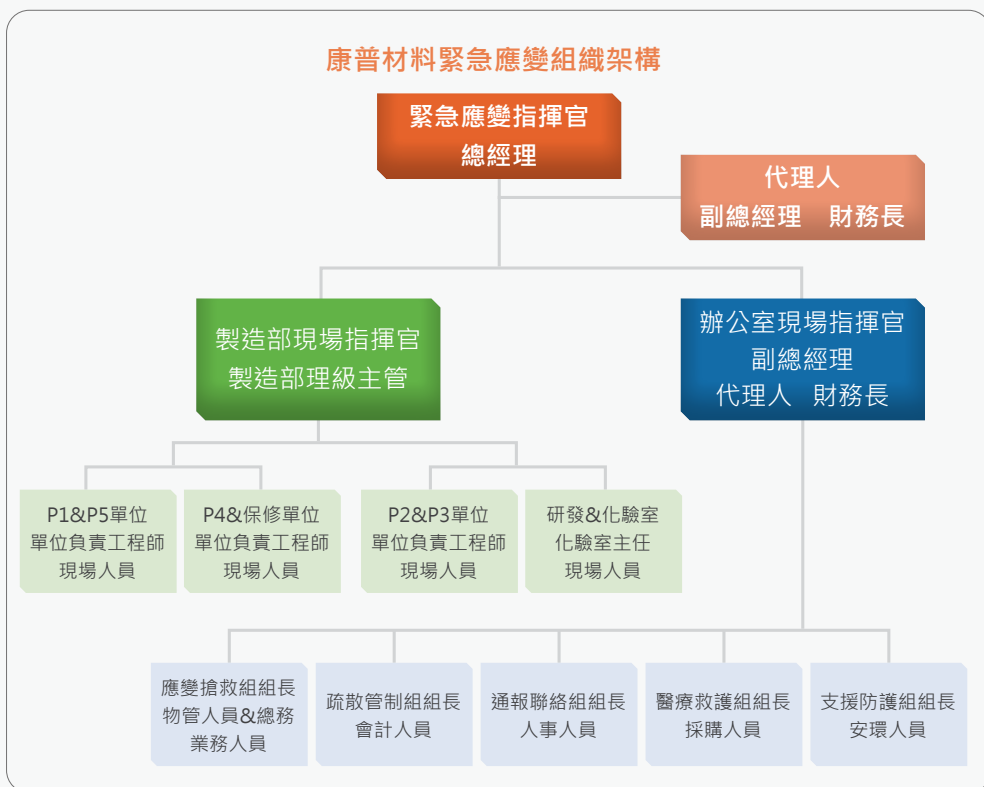 康普材料緊急應變組織架構
緊急應變指揮官
總經理
代理人
副總經理　財務長
製造部現場指揮官
製造部理級主管
辦公室現場指揮官
副總經理
代理人　財務長
P1&P5單位
單位負責工程師
現場人員
P4&保修單位
單位負責工程師
現場人員
P2&P3單位
單位負責工程師
現場人員
研發&化驗室
化驗室主任
現場人員
應變搶救組組長
物管人員&總務
業務人員
疏散管制組組長
會計人員
通報聯絡組組長
人事人員
醫療救護組組長
採購人員
支援防護組組長
安環人員